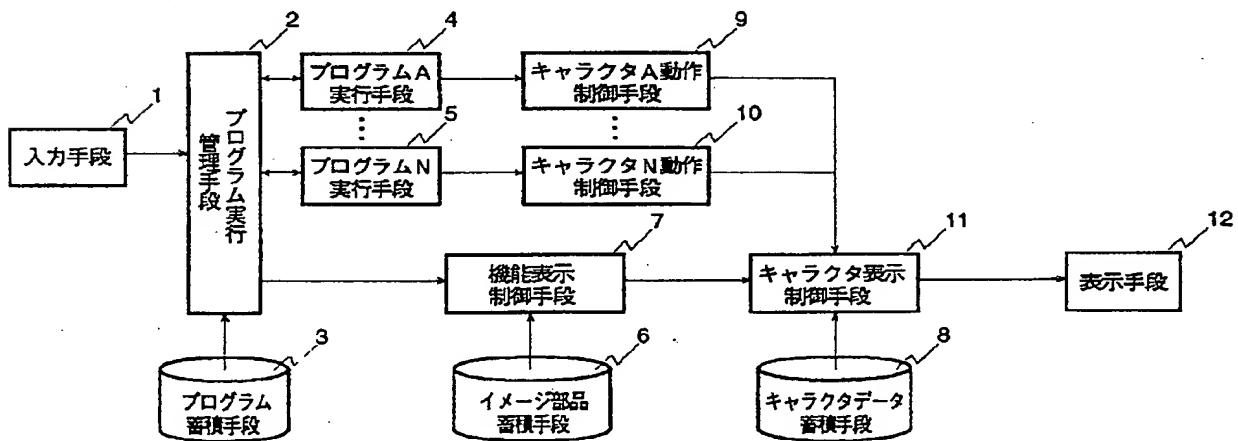 2
4
9
1
プログラムA
実行手段
キャラクタA動作
制御手段
5
10
入力手段
プログラム実行
管理手段
プログラムN
実行手段
キャラクタN動作
制御手段
7
11
12
機能表示
制御手段
キャラクタ表示
制御手段
表示手段
3
6
8
プログラム
蓄積手段
イメージ部品
蓄積手段
キャラクタデータ
蓄積手段